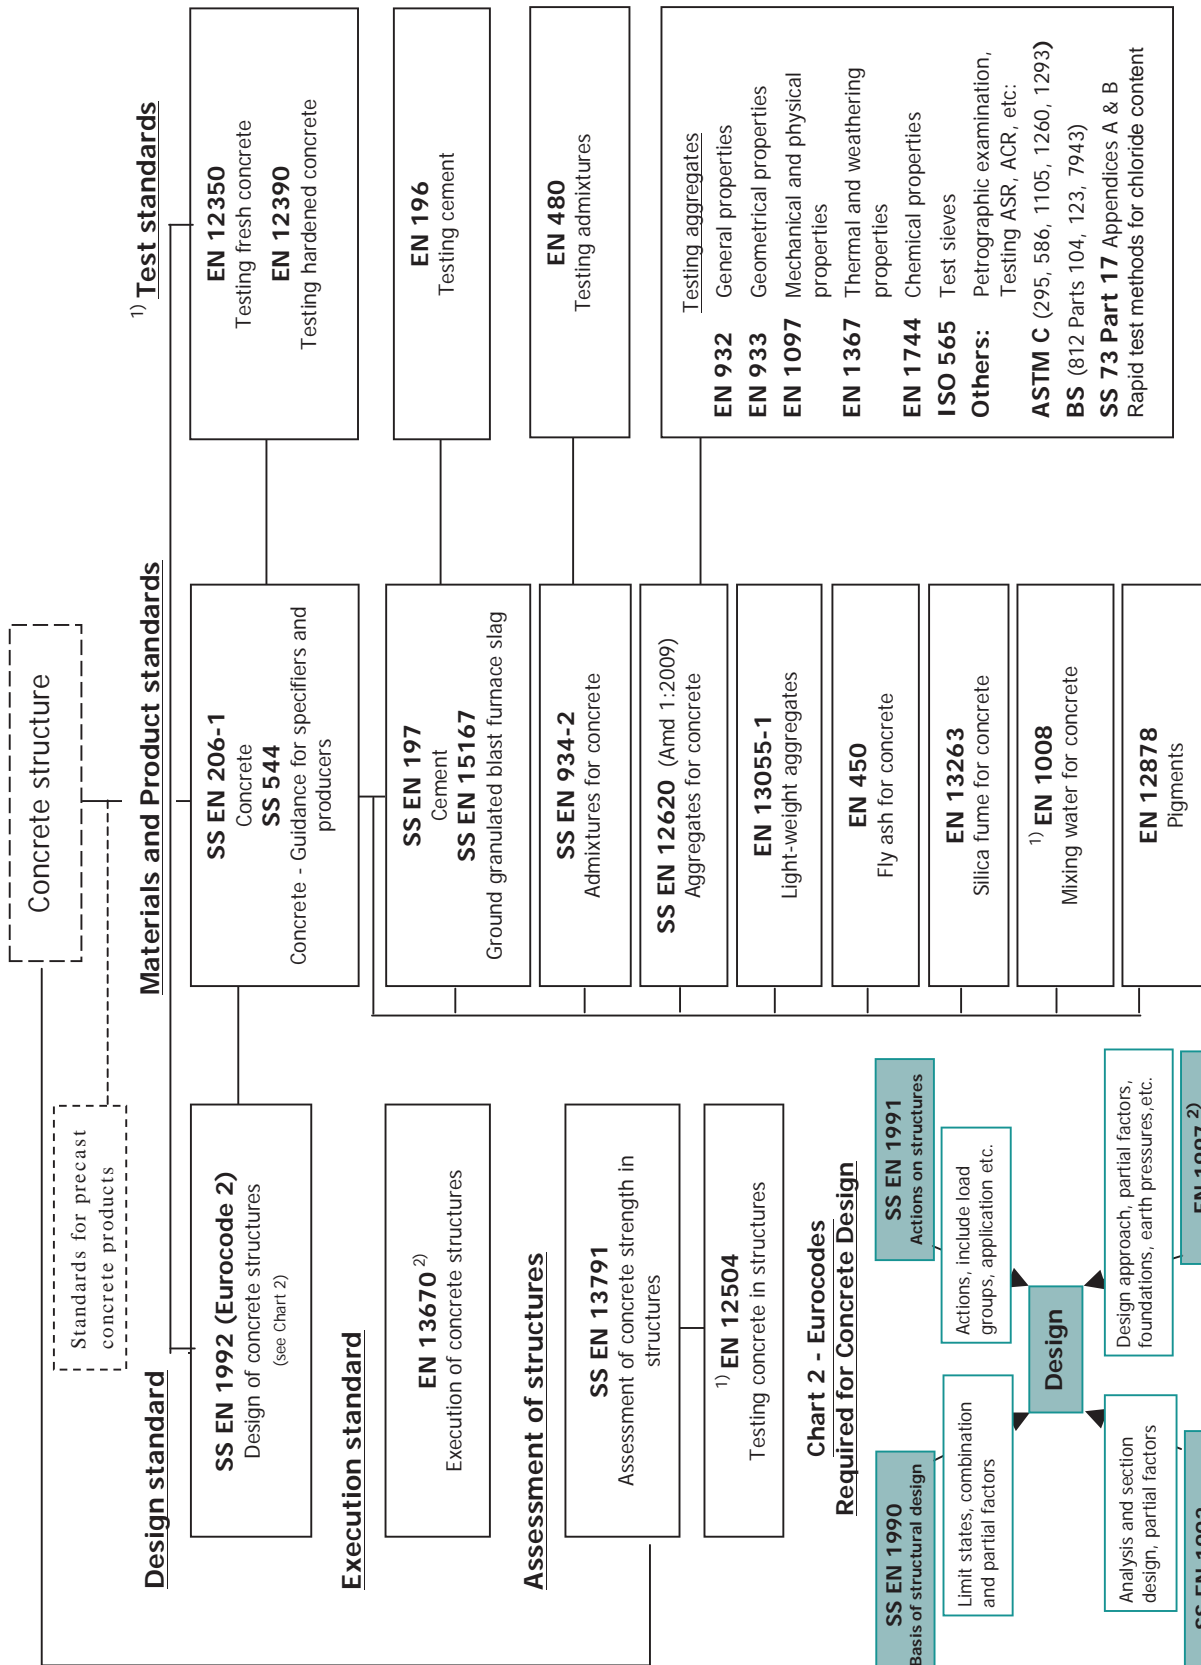 Concrete structure
Standards for precast
concrete products
Design standard
SS EN 1992 (Eurocode 2)
Design of concrete structures
(see Chart 2)
Execution standard
EN 13670 2)
Execution of concrete structures
Assessment of structures
SS EN 13791
Assessment of concrete strength in
structures
1) EN 12504
Testing concrete in structures
Materials and Product standards
SS EN 206-1
Concrete
SS 544
Concrete - Guidance for specifiers and
producers
SS EN 197
Cement
SS EN 15167
Ground granulated blast furnace slag
SS EN 934-2
Admixtures for concrete
SS EN 12620 (Amd 1:2009)
Aggregates for concrete
EN 13055-1
Light-weight aggregates
EN 450
Fly ash for concrete
EN 13263
Silica fume for concrete
1) EN 1008
Mixing water for concrete
EN 12878
Pigments
1) Test standards
EN 12350
Testing fresh concrete
EN 12390
Testing hardened concrete
EN 196
Testing cement
EN 480
Testing admixtures
Testing aggregates
EN 932 General properties
EN 933 Geometrical properties
EN 1097 Mechanical and physical
properties
EN 1367 Thermal and weathering
properties
EN 1744 Chemical properties
ISO 565 Test sieves
Others: Petrographic examination,
Testing ASR, ACR, etc:
ASTM C (295, 586, 1105, 1260, 1293)
BS (812 Parts 104, 123, 7943)
SS 73 Part 17 Appendices A & B
Rapid test methods for chloride content
Chart 2 - Eurocodes
Required for Concrete Design
SS EN 1990
Basis of structural design
Limit states, combination
and partial factors
SS EN 1991
Actions on structures
Actions, include load
groups, application etc.
Design
Analysis and section
design, partial factors
SS EN 1992
Design approach, partial factors,
foundations, earth pressures,etc.
EN 1997 2)